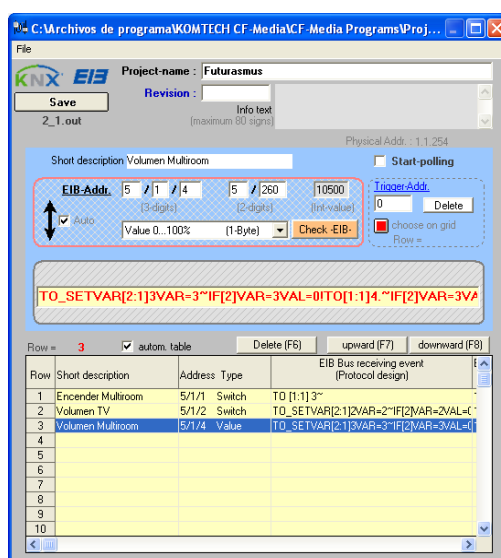 C:\Archivos de programa\KOMTECH CF-Media\CF-Media Programs\Proj...
File
KNX EIB
Project-name : Futurasmus
Save
Revision :
Info text
2_1.out
(maximum 80 signs)
Physical Addr. : 1.1.254
Short description Volumen Multiroom
Start-polling
EIB-Addr. 5 / 1 / 4 5 / 260 10500
Trigger-Addr.
(3-digits) (2-digits) (Int-value)
0 Delete
Auto
Value 0...100% (1-Byte) Check -EIB-
choose on grid
Row =
TO_SETVAR[2:1]3VAR=3~IF[2]VAR=3VAL=0!TO[1:1]4.~IF[2]VAR=3VA
Row = 3 autom. table Delete (F6) upward (F7) downward (F8)
Row Short description Address Type EIB Bus receiving event E
(Protocol design)
1 Encender Multiroom 5/1/1 Switch TO [1:1] 3~
2 Volumen TV 5/1/2 Switch TO_SETVAR[2:1]2VAR=2~IF[2]VAR=2VAL=
3 Volumen Multiroom 5/1/4 Value TO_SETVAR[2:1]3VAR=3~IF[2]VAR=3VAL=
4
5
6
7
8
9
10